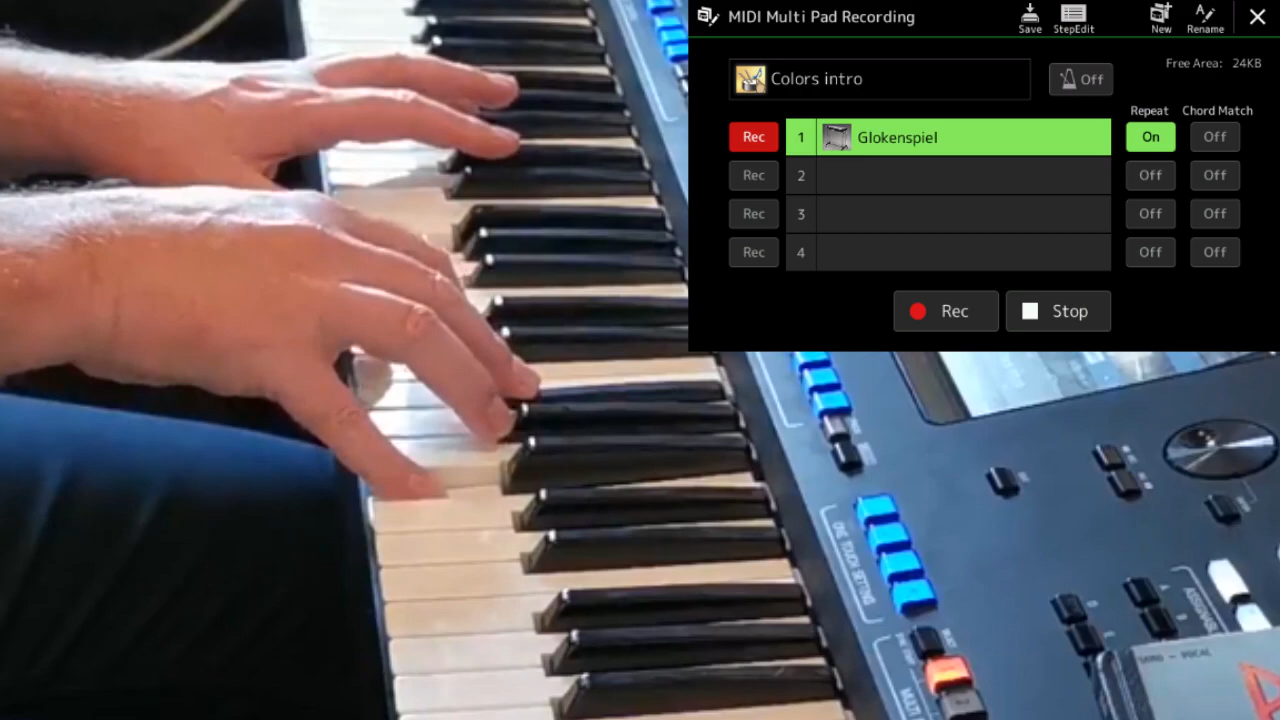 MIDI Multi Pad Recording
Save StepEdit New Rename
Free Area: 24KB
Colors intro
Off
Repeat Chord Match
Rec 1 Glokenspiel On Off
Rec 2 Off Off
Rec 3 Off Off
Rec 4 Off Off
Rec Stop
ONE TOUCH SETTING
MULTI